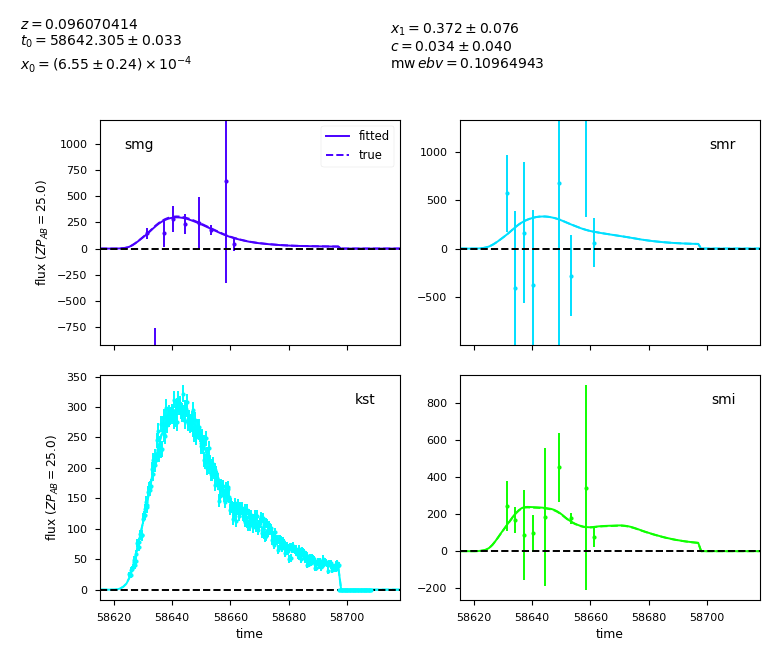 z = 0.096070414
t₀ = 58642.305 ± 0.033
x₀ = (6.55 ± 0.24) × 10⁻⁴
x₁ = 0.372 ± 0.076
c = 0.034 ± 0.040
mw ebv = 0.10964943
smg
fitted
true
1000
750
500
250
0
−250
−500
−750
flux (ZP_AB = 25.0)
smr
1000
500
0
−500
kst
350
300
250
200
150
100
50
0
flux (ZP_AB = 25.0)
58620 58640 58660 58680 58700
time
smi
800
600
400
200
0
−200
58620 58640 58660 58680 58700
time